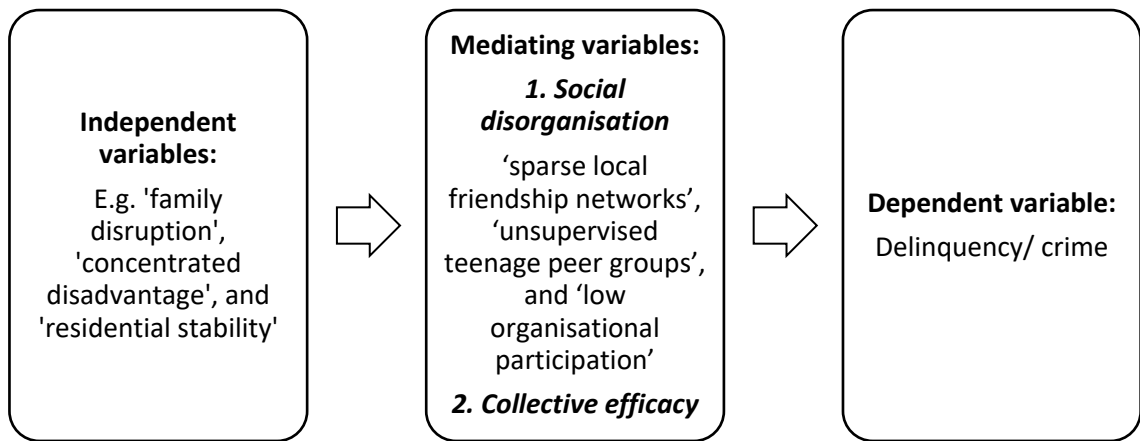 Independent
variables:
E.g. 'family
disruption',
'concentrated
disadvantage', and
'residential stability'
Mediating variables:
1. Social
disorganisation
‘sparse local
friendship networks’,
‘unsupervised
teenage peer groups’,
and ‘low
organisational
participation’
2. Collective efficacy
Dependent variable:
Delinquency/ crime